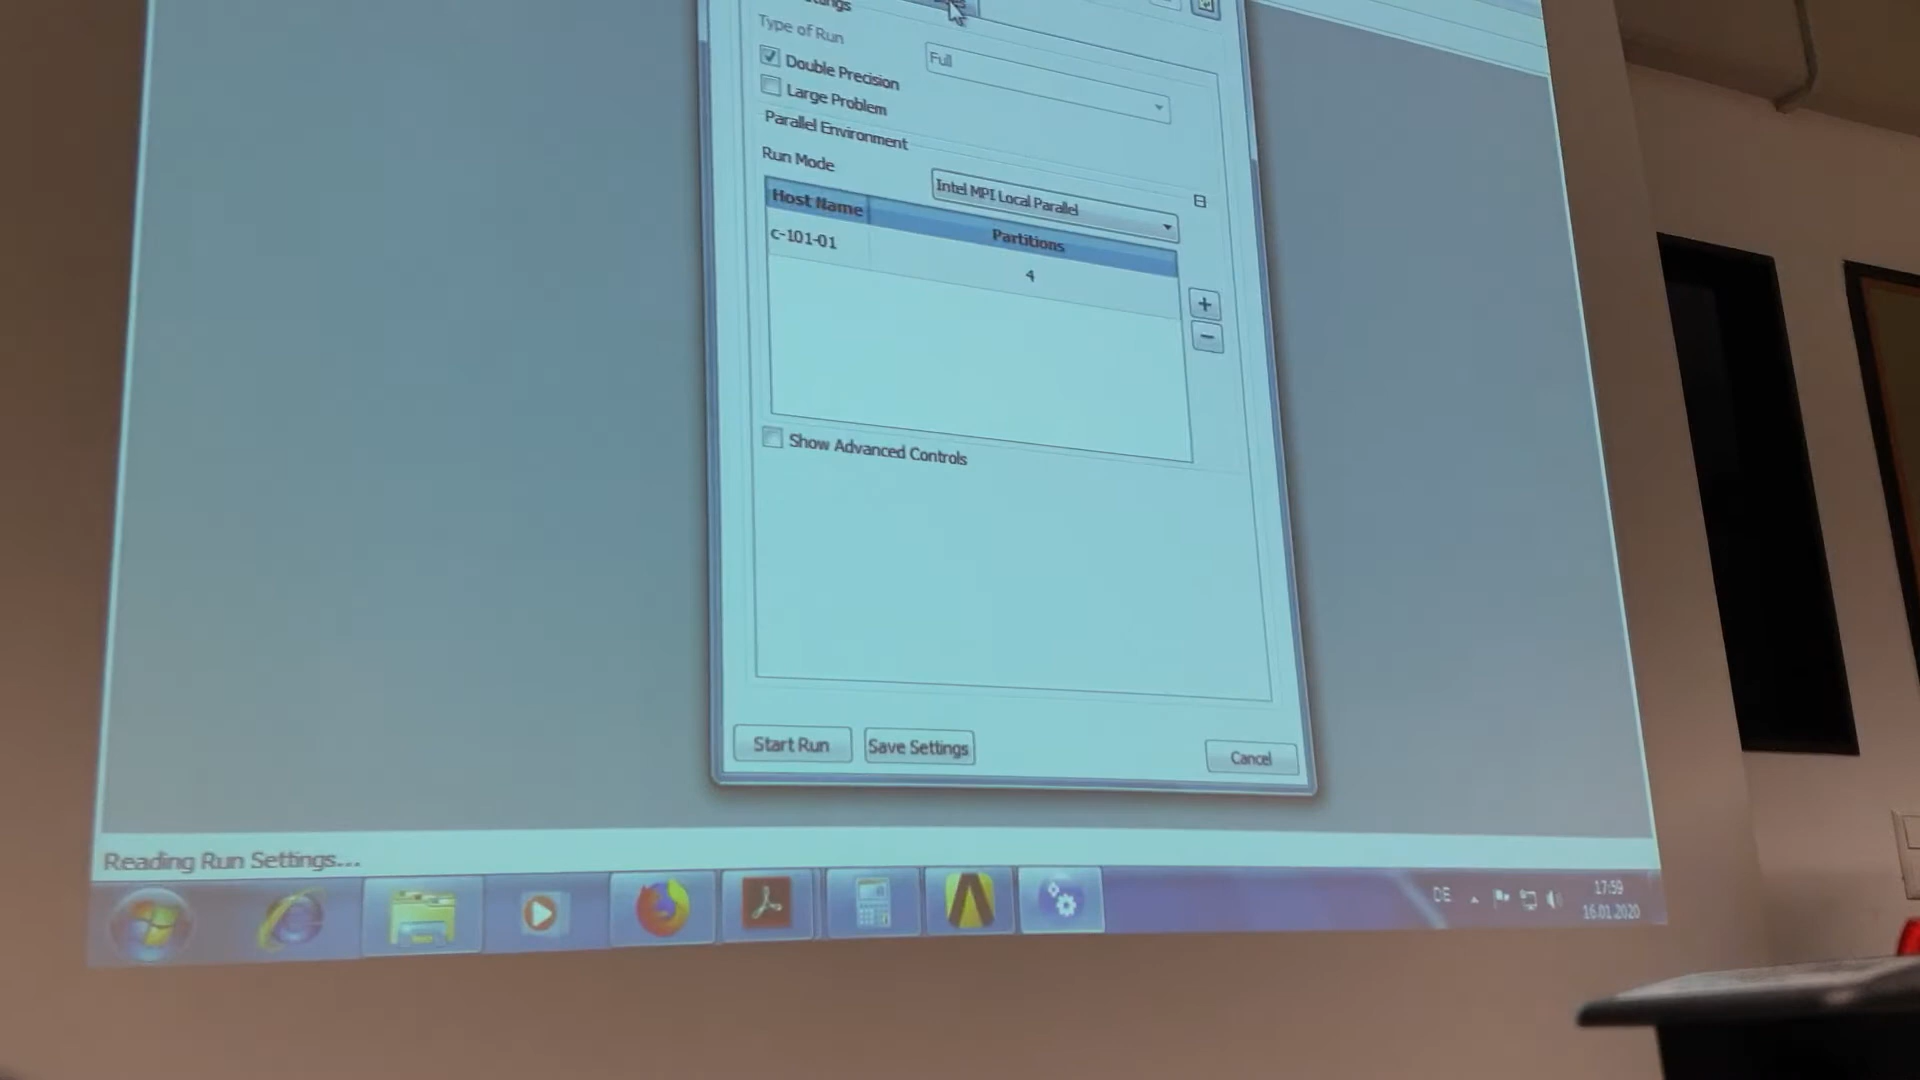 Type of Run
Full
Double Precision
Large Problem
Parallel Environment
Run Mode
Intel MPI Local Parallel
Host Name
Partitions
c-101-01
4
Show Advanced Controls
Start Run
Save Settings
Cancel
Reading Run Settings...
DE
17:59
16.01.2020